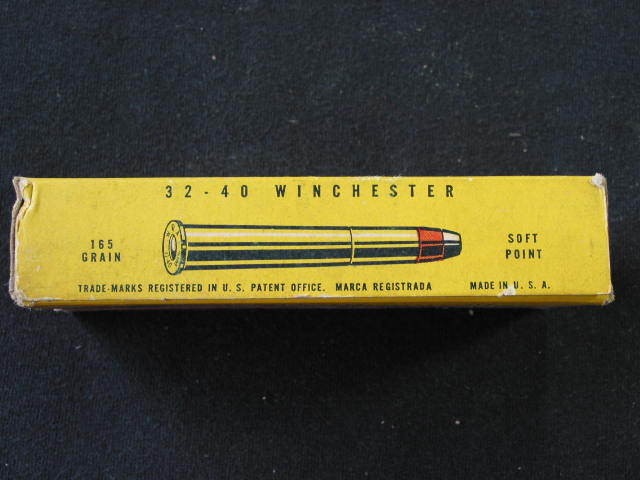 32-40 WINCHESTER
165
GRAIN
SOFT
POINT
TRADE-MARKS REGISTERED IN U. S. PATENT OFFICE. MARCA REGISTRADA
MADE IN U. S. A.